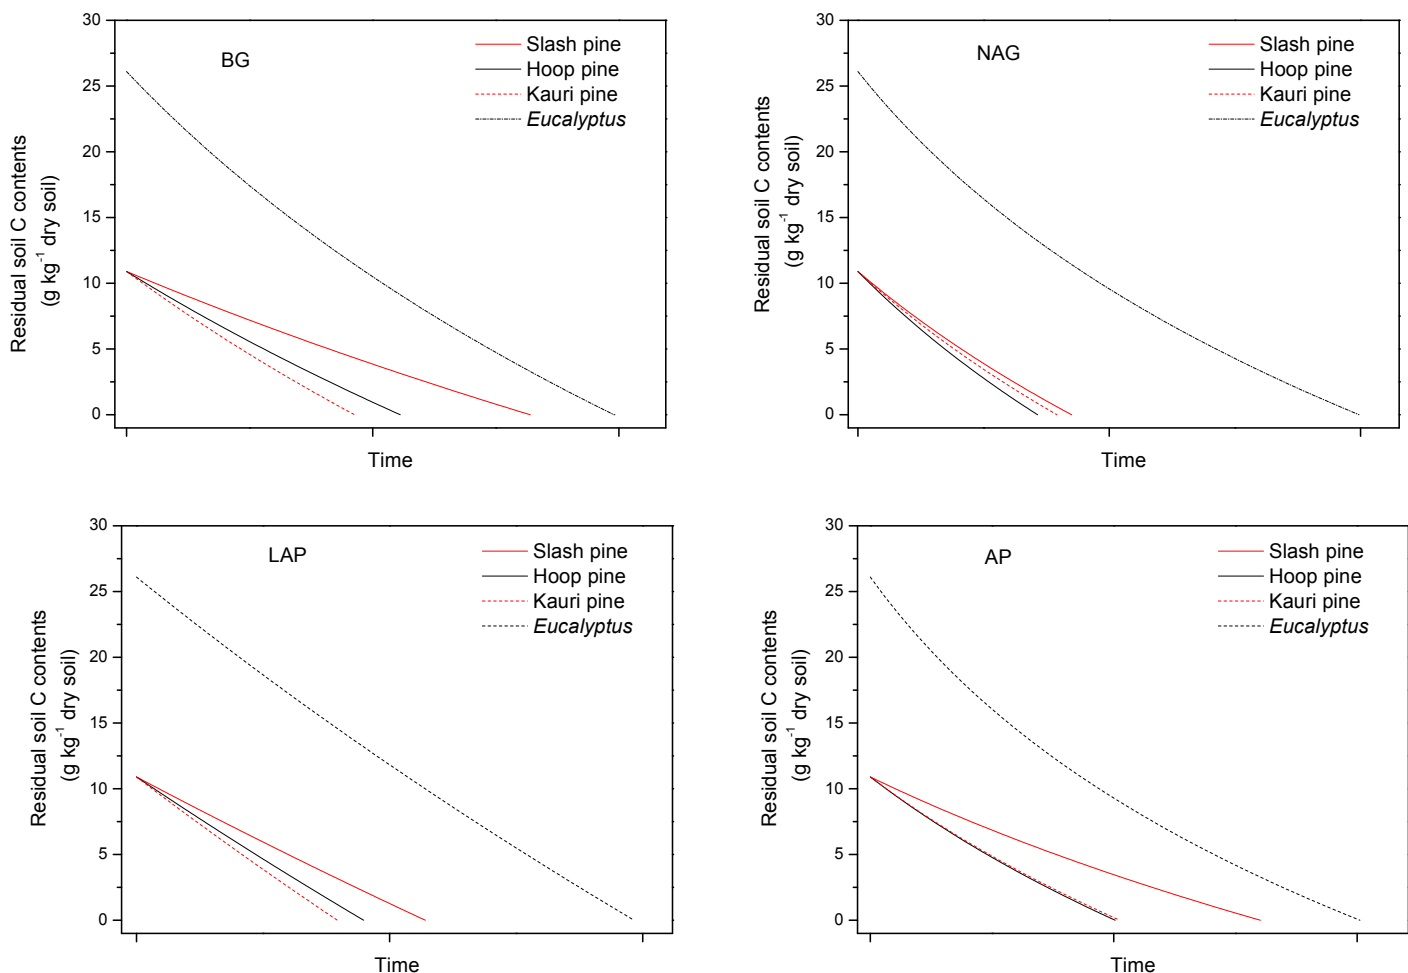 BG
Slash pine
Hoop pine
Kauri pine
Eucalyptus
30
25
20
15
10
5
0
Residual soil C contents
(g kg⁻¹ dry soil)
Time
NAG
Slash pine
Hoop pine
Kauri pine
Eucalyptus
30
25
20
15
10
5
0
Residual soil C contents
(g kg⁻¹ dry soil)
Time
LAP
Slash pine
Hoop pine
Kauri pine
Eucalyptus
30
25
20
15
10
5
0
Residual soil C contents
(g kg⁻¹ dry soil)
Time
AP
Slash pine
Hoop pine
Kauri pine
Eucalyptus
30
25
20
15
10
5
0
Residual soil C contents
(g kg⁻¹ dry soil)
Time